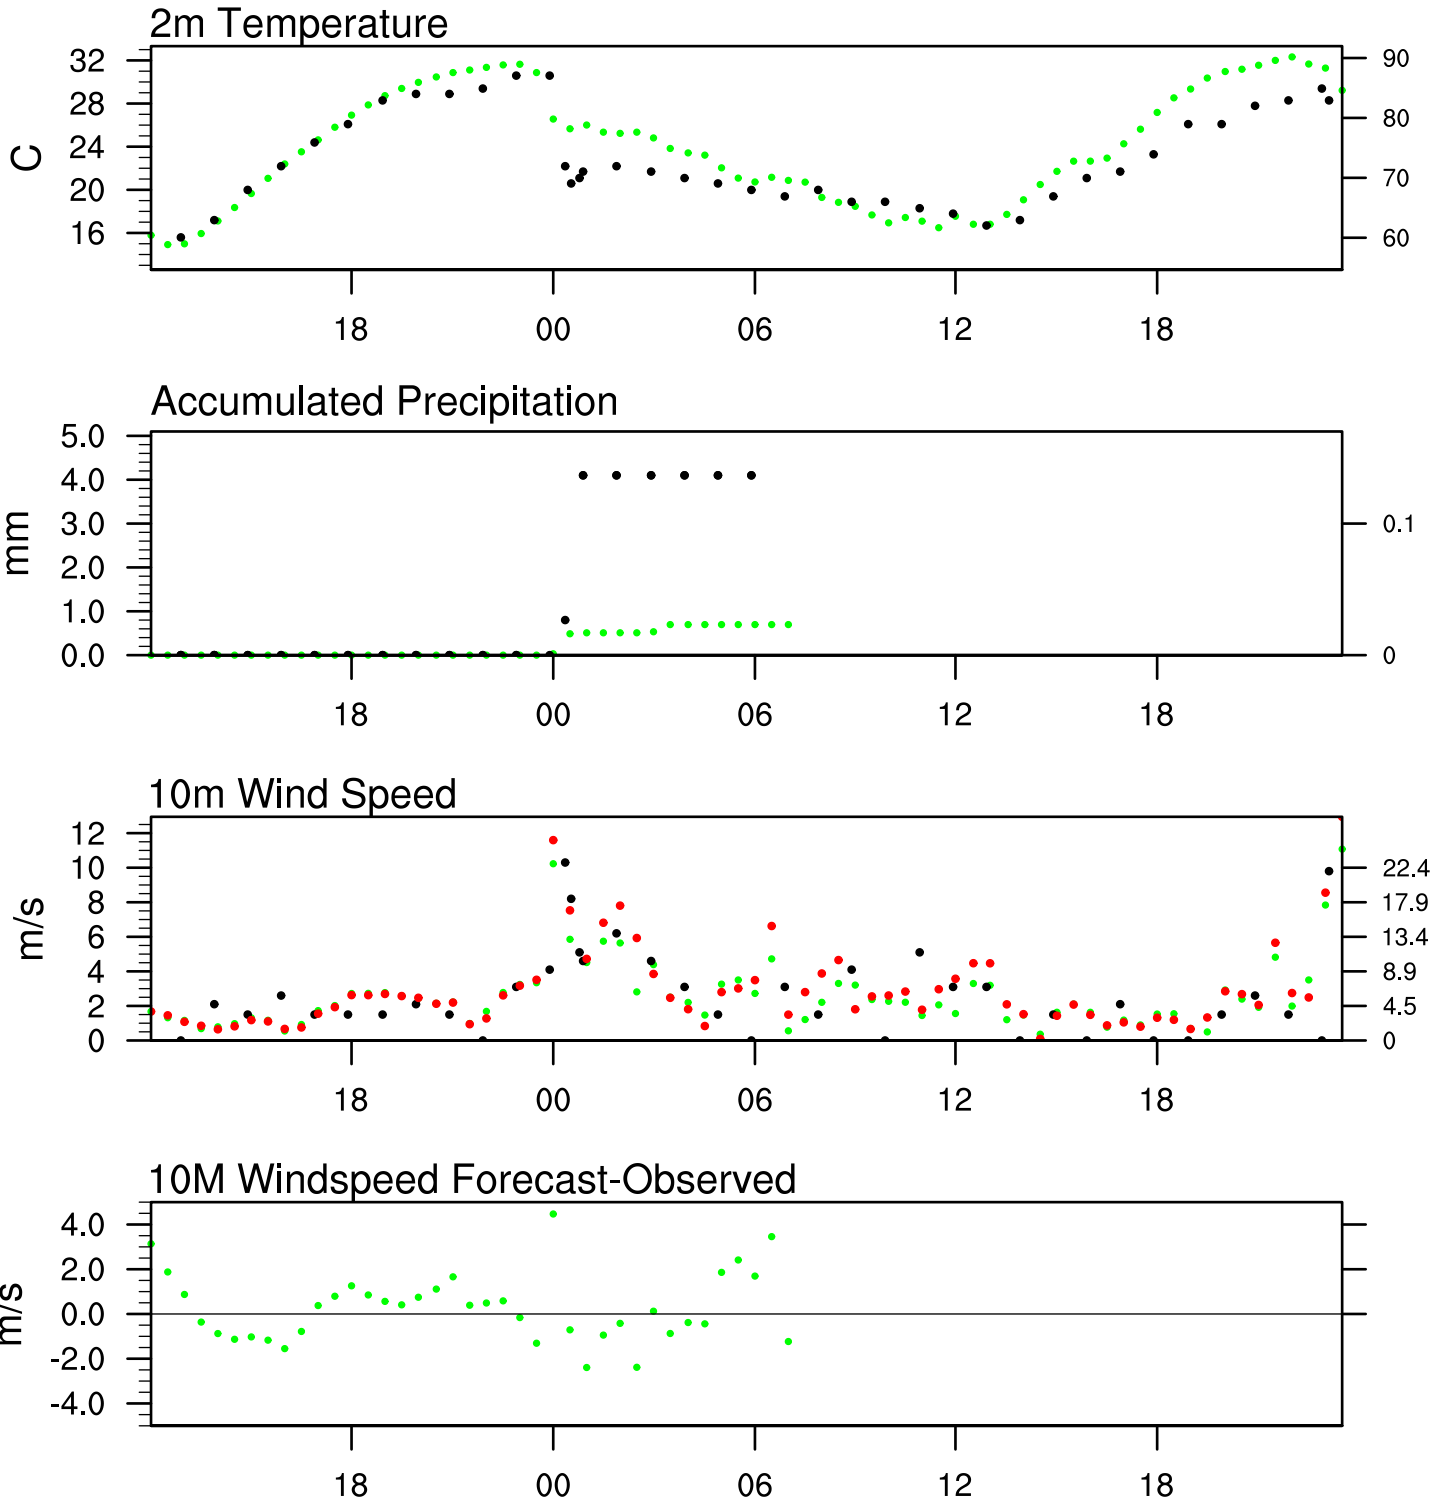 2m Temperature
32 90
28 80
24
C
20 70
16 60
18 00 06 12 18
Accumulated Precipitation
5.0
4.0
3.0 0.1
mm
2.0
1.0
0.0 0
18 00 06 12 18
10m Wind Speed
12
10 22.4
8 17.9
m/s
6 13.4
4 8.9
2 4.5
0 0
18 00 06 12 18
10M Windspeed Forecast-Observed
4.0
2.0
0.0
m/s
-2.0
-4.0
18 00 06 12 18